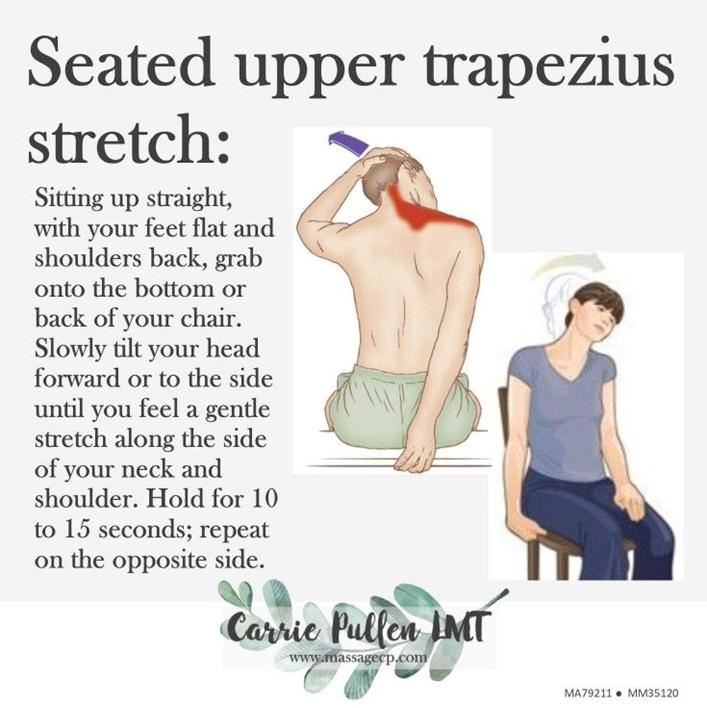 Seated upper trapezius
stretch:
Sitting up straight,
with your feet flat and
shoulders back, grab
onto the bottom or
back of your chair.
Slowly tilt your head
forward or to the side
until you feel a gentle
stretch along the side
of your neck and
shoulder. Hold for 10
to 15 seconds; repeat
on the opposite side.
Carrie Pullen LMT
www.massagecp.com
MA79211 ● MM35120